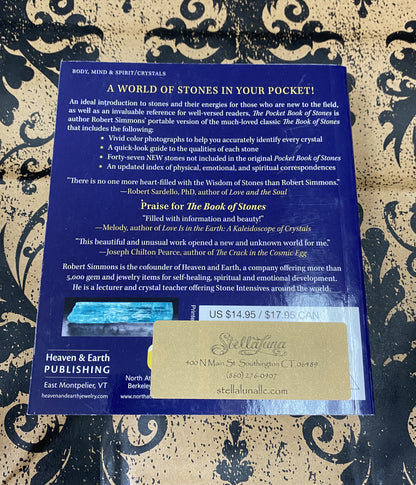 BODY, MIND & SPIRIT/CRYSTALS
A WORLD OF STONES IN YOUR POCKET!
An ideal introduction to stones and their energies for those who are new to the field,
as well as an invaluable reference for well-versed readers, The Pocket Book of Stones is
author Robert Simmons' portable version of the much-loved classic The Book of Stones
that includes the following:
• Vivid color photographs to help you accurately identify every crystal
• A quick-look guide to the qualities of each stone
• Forty-seven NEW stones not included in the original Pocket Book of Stones
• An updated index of physical, emotional, and spiritual correspondences
"There is no one more heart-filled with the Wisdom of Stones than Robert Simmons."
—Robert Sardello, PhD, author of Love and the Soul
Praise for The Book of Stones
"Filled with information and beauty!"
—Melody, author of Love Is in the Earth: A Kaleidoscope of Crystals
"This beautiful and unusual work opened a new and unknown world for me."
—Joseph Chilton Pearce, author of The Crack in the Cosmic Egg
Robert Simmons is the cofounder of Heaven and Earth, a company offering more than
5,000 gem and jewelry items for self-healing, spiritual and emotional development.
He is a lecturer and crystal teacher offering Stone Intensives around the world.
US $14.95 / $17.95 CAN
Printed
Stellaluna
400 N Main St. Southington CT. 06489
(860) 276-0907
stellalunallc.com
Heaven & Earth
PUBLISHING
East Montpelier, VT
heavenandearthjewelry.com
North At
Berkeley
www.northat